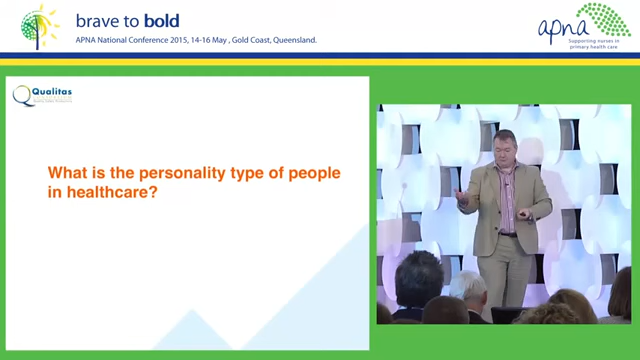 brave to bold
APNA National Conference 2015, 14-16 May , Gold Coast, Queensland.
apna
Supporting nurses in
primary health care
Qualitas
What is the personality type of people
in healthcare?